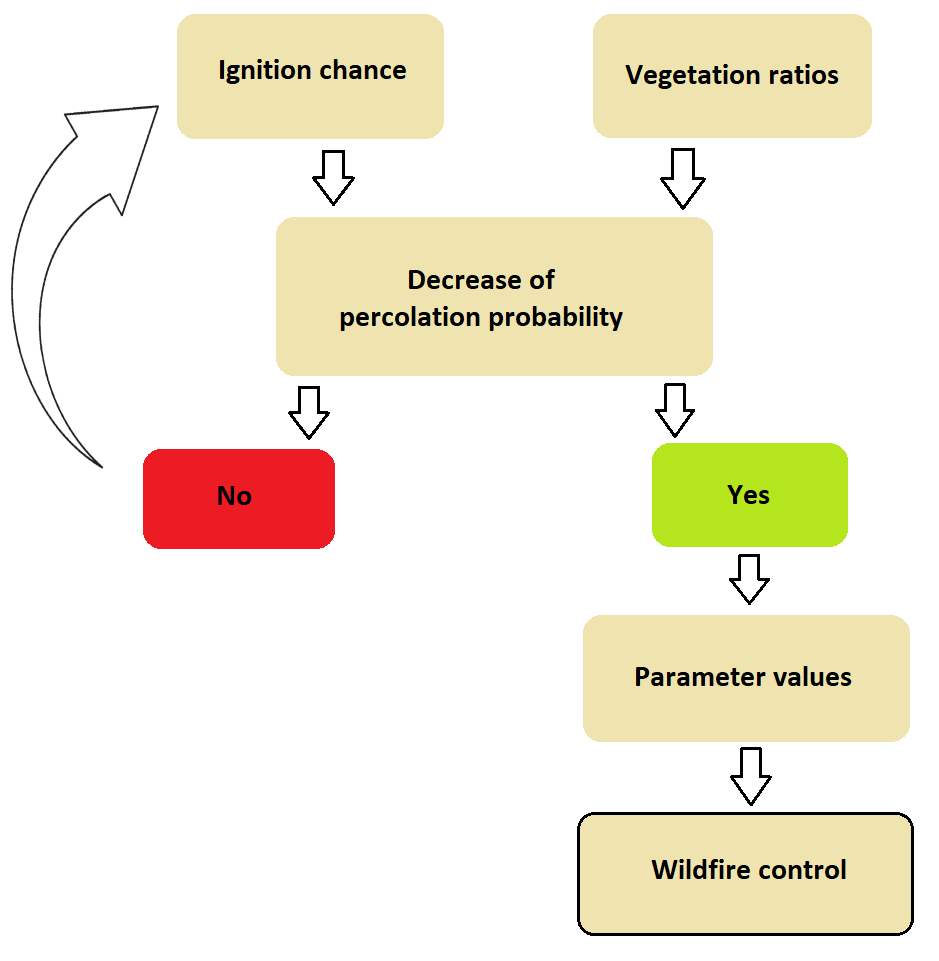 Ignition chance
Vegetation ratios
Decrease of
percolation probability
No
Yes
Parameter values
Wildfire control